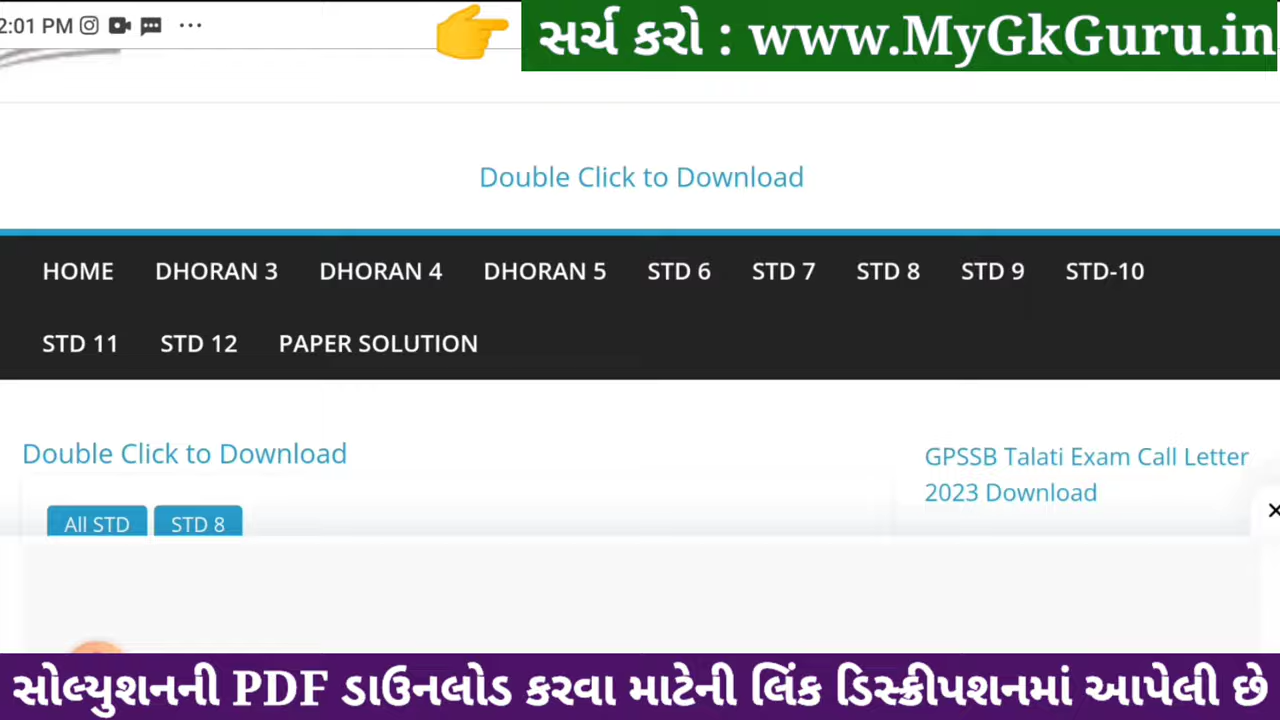 2:01 PM
સર્ચ કરો : www.MyGkGuru.in
Double Click to Download
HOME DHORAN 3 DHORAN 4 DHORAN 5 STD 6 STD 7 STD 8 STD 9 STD-10
STD 11 STD 12 PAPER SOLUTION
Double Click to Download
GPSSB Talati Exam Call Letter
2023 Download
All STD STD 8
સોલ્યુશનની PDF ડાઉનલોડ કરવા માટેની લિંક ડિસ્ક્રીપશનમાં આપેલી છે